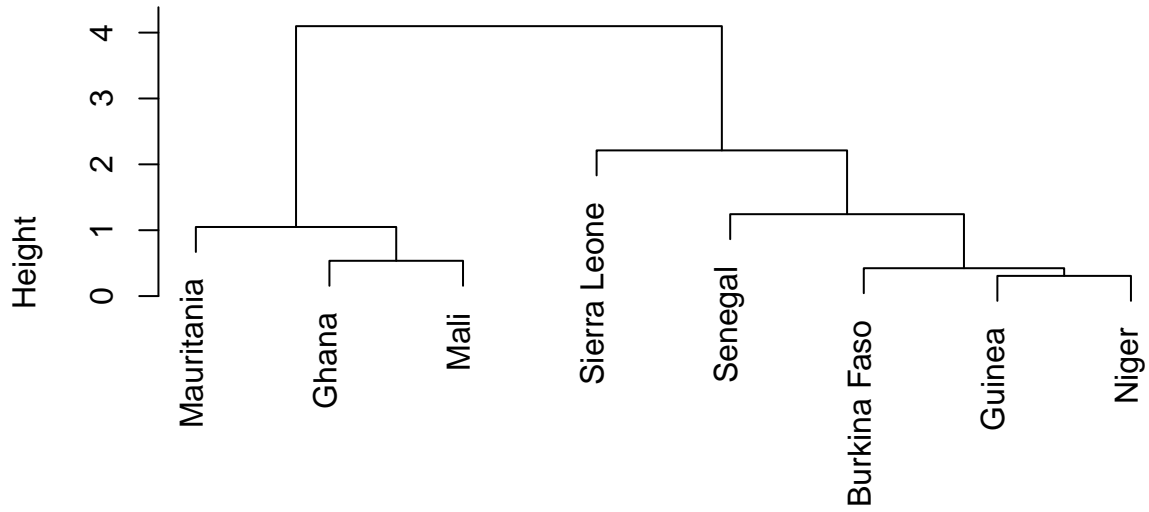 Height
0
1
2
3
4
Mauritania
Ghana
Mali
Sierra Leone
Senegal
Burkina Faso
Guinea
Niger